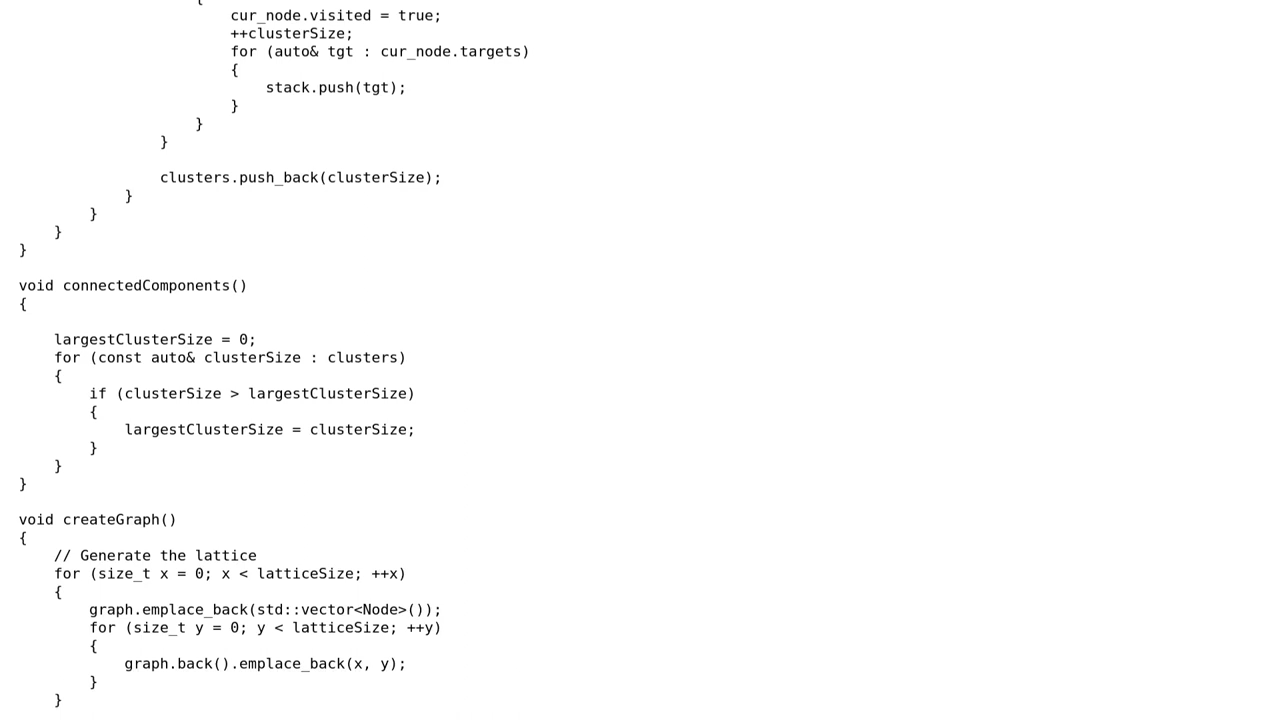 {
cur_node.visited = true;
++clusterSize;
for (auto& tgt : cur_node.targets)
{
stack.push(tgt);
}
}
}
clusters.push_back(clusterSize);
}
}
}
}
void connectedComponents()
{
largestClusterSize = 0;
for (const auto& clusterSize : clusters)
{
if (clusterSize > largestClusterSize)
{
largestClusterSize = clusterSize;
}
}
}
void createGraph()
{
// Generate the lattice
for (size_t x = 0; x < latticeSize; ++x)
{
graph.emplace_back(std::vector<Node>());
for (size_t y = 0; y < latticeSize; ++y)
{
graph.back().emplace_back(x, y);
}
}